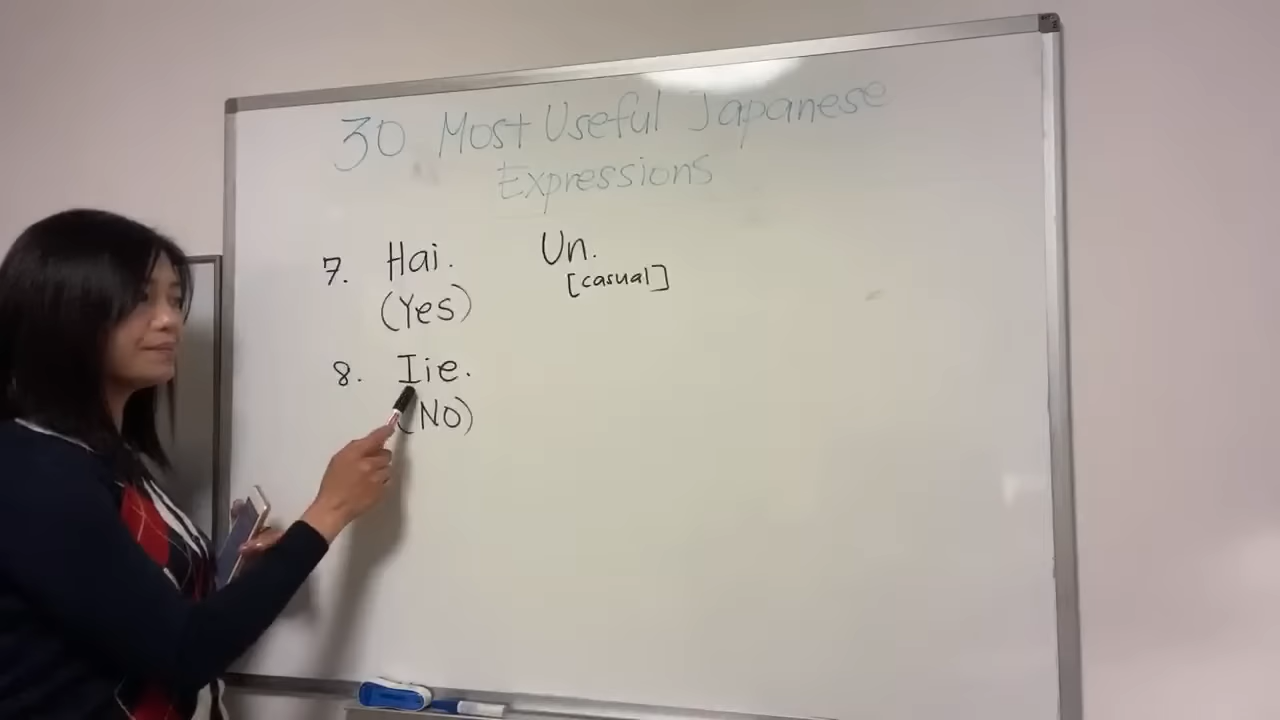 30 Most Useful Japanese
Expressions
7. Hai. Un.
(Yes) [casual]
8. Iie.
(No)